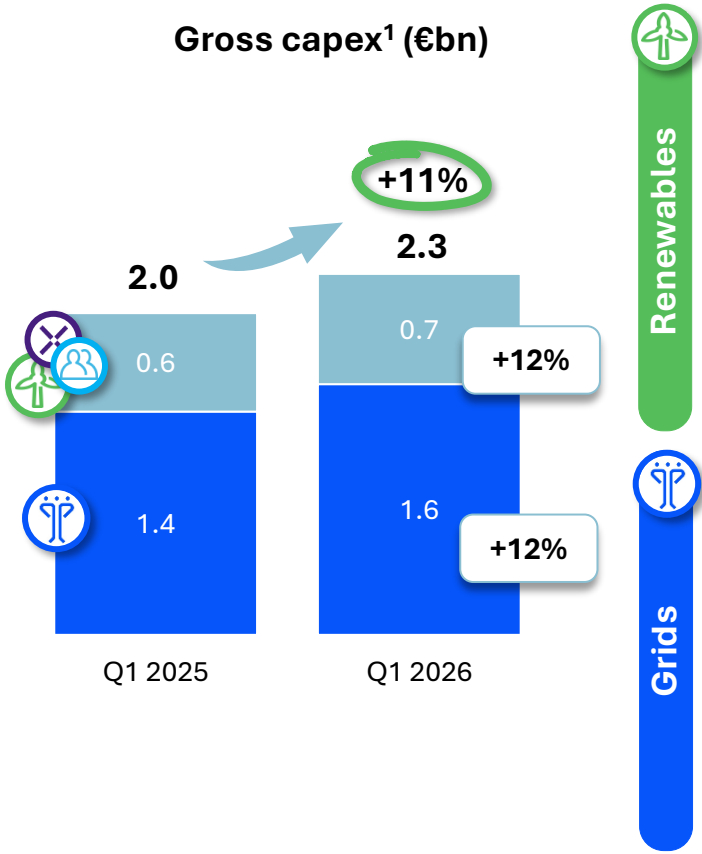 Gross capex¹ (€bn)
+11%
2.0
2.3
0.6
0.7
+12%
1.4
1.6
+12%
Q1 2025
Q1 2026
Renewables
Grids